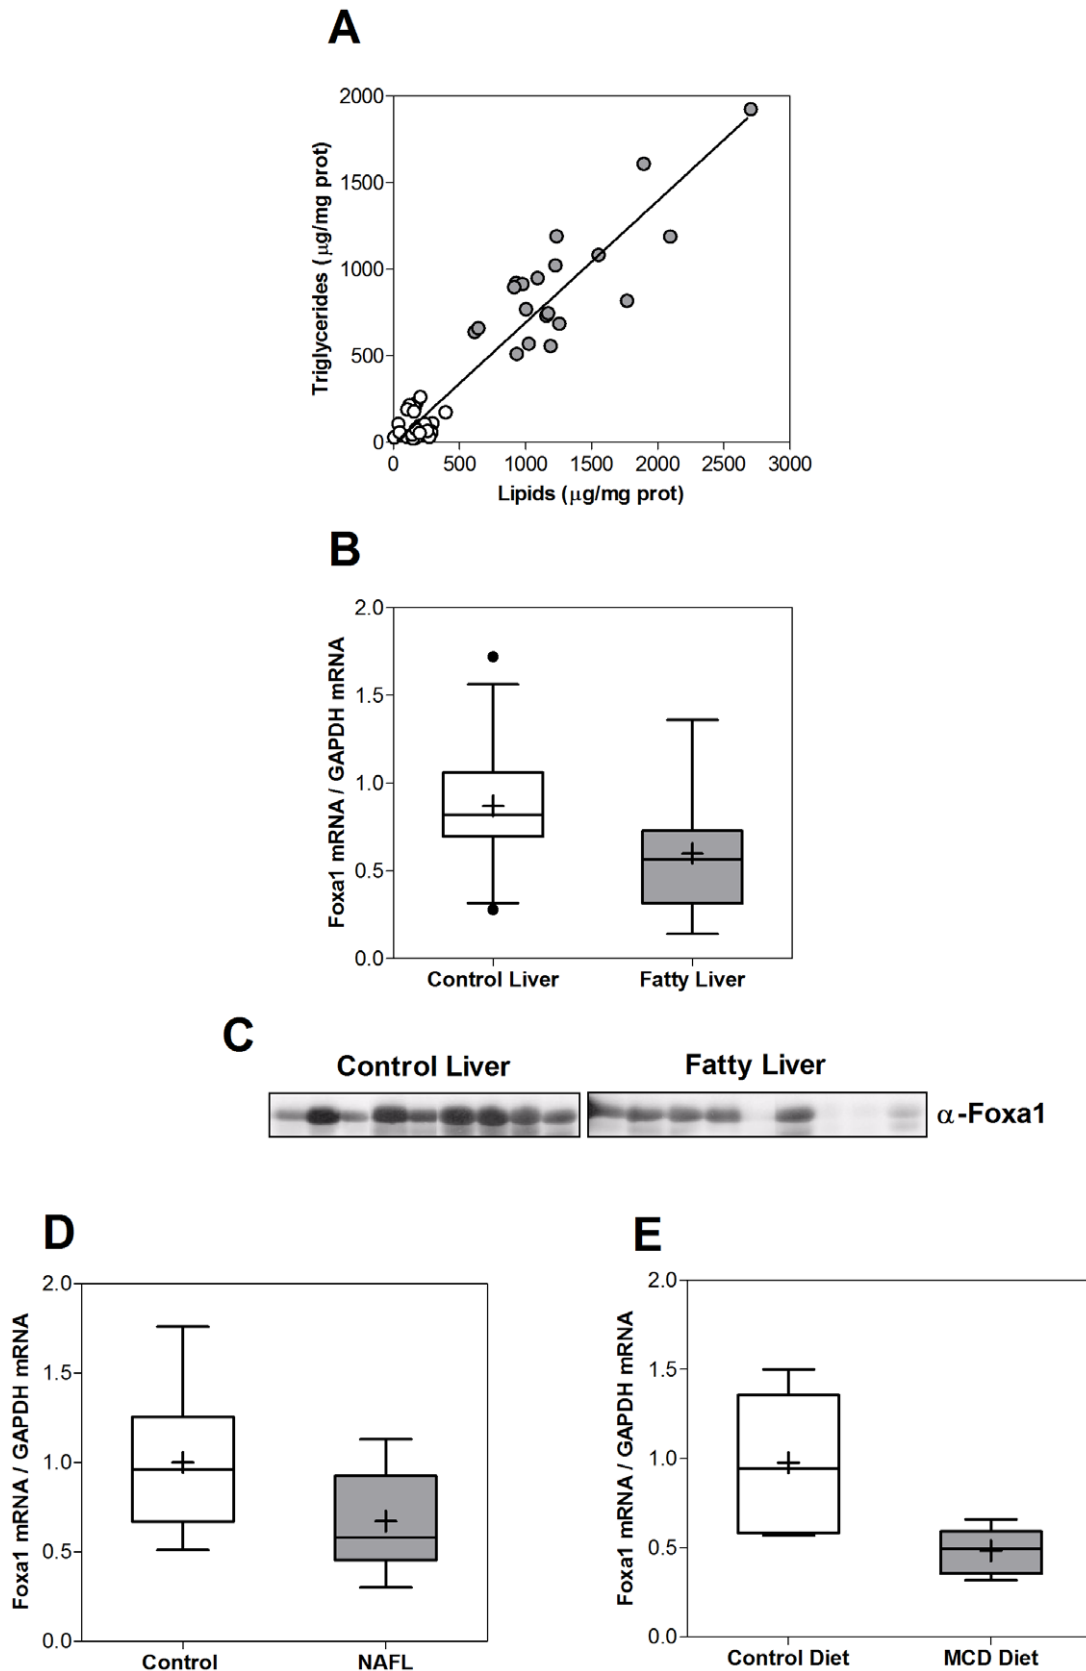 A
2000
1500
1000
500
0
Triglycerides (μg/mg prot)
0 500 1000 1500 2000 2500 3000
Lipids (μg/mg prot)
B
2.0
1.5
1.0
0.5
0.0
Foxa1 mRNA / GAPDH mRNA
Control Liver Fatty Liver
C
Control Liver Fatty Liver
α-Foxa1
D
2.0
1.5
1.0
0.5
0.0
Foxa1 mRNA / GAPDH mRNA
Control NAFL
E
2.0
1.5
1.0
0.5
0.0
Foxa1 mRNA / GAPDH mRNA
Control Diet MCD Diet